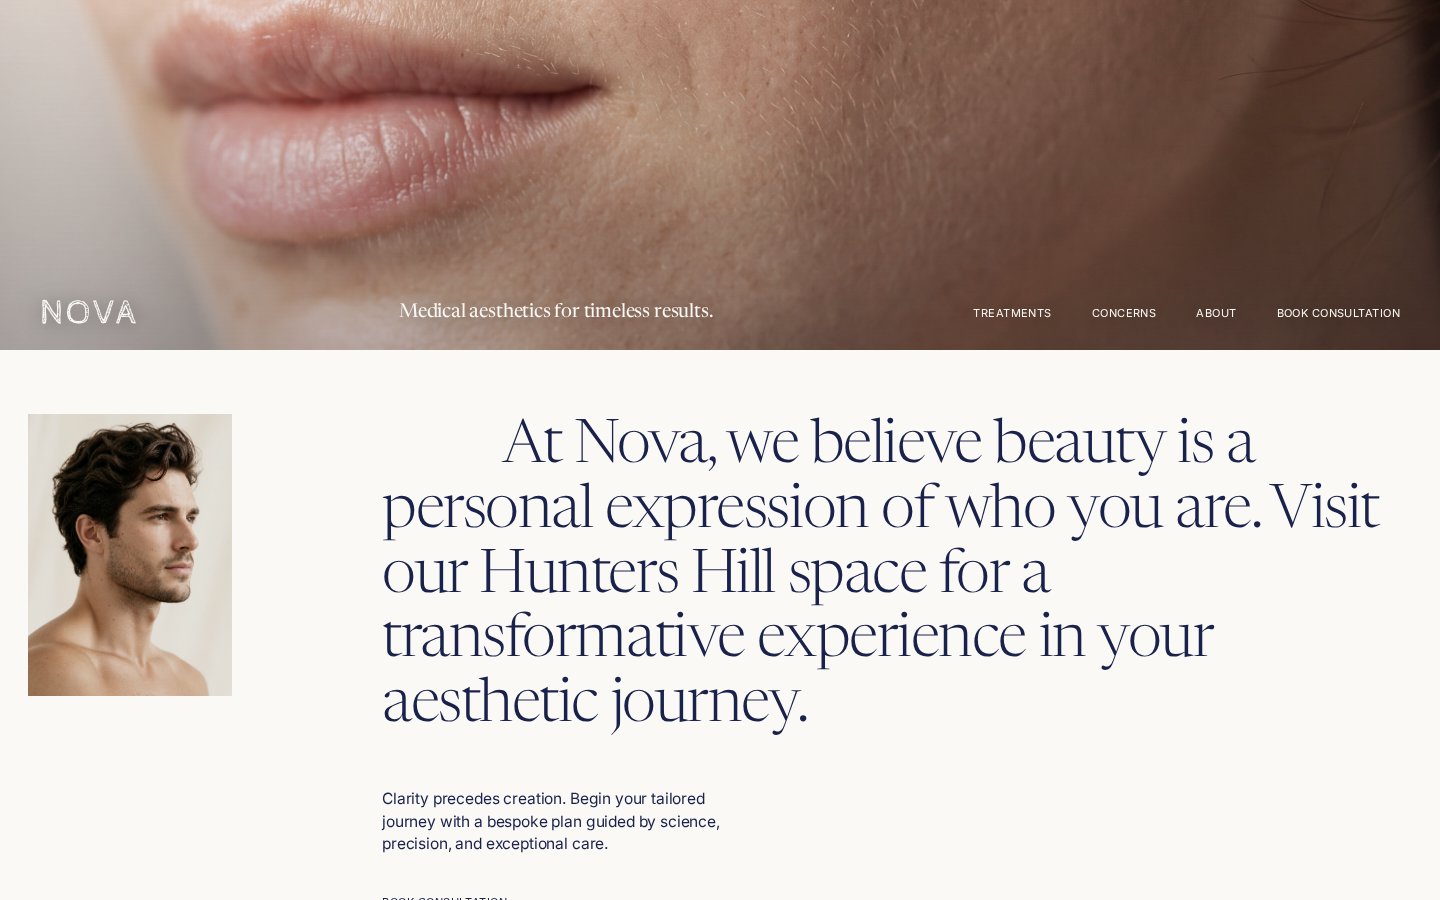 NOVA
Medical aesthetics for timeless results.
TREATMENTS
CONCERNS
ABOUT
BOOK CONSULTATION
At Nova, we believe beauty is a
personal expression of who you are. Visit
our Hunters Hill space for a
transformative experience in your
aesthetic journey.
Clarity precedes creation. Begin your tailored
journey with a bespoke plan guided by science,
precision, and exceptional care.
BOOK CONSULTATION